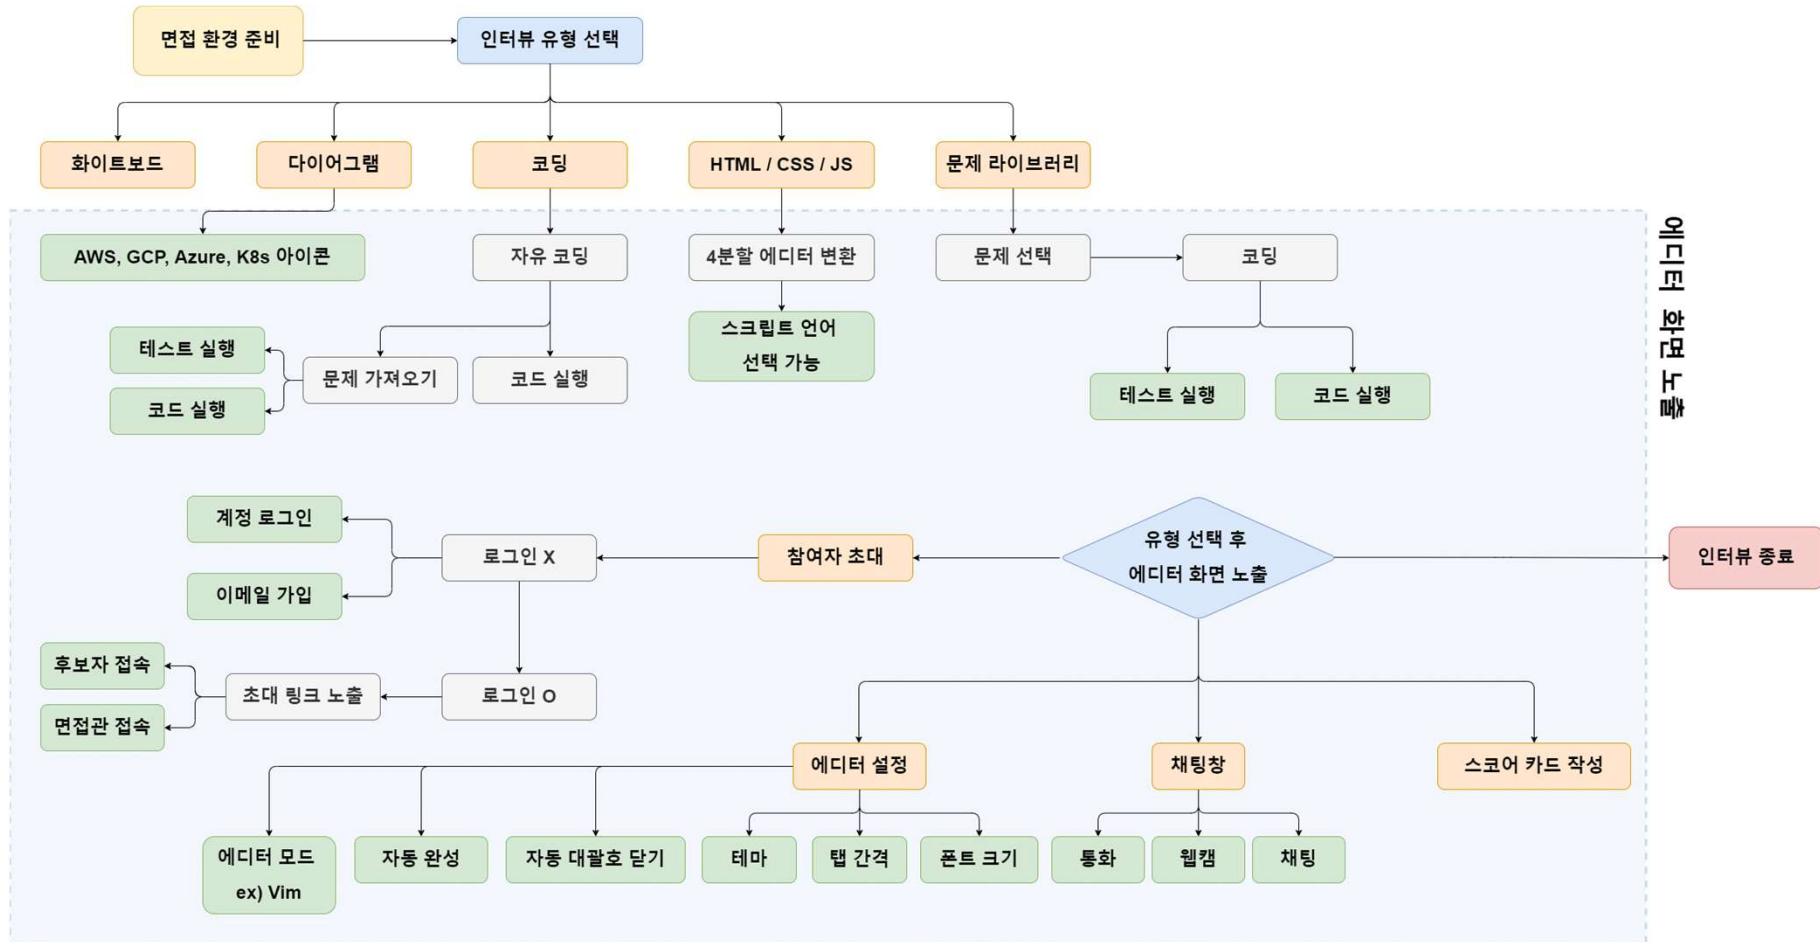 면접 환경 준비
인터뷰 유형 선택
화이트보드
다이어그램
코딩
HTML / CSS / JS
문제 라이브러리
에디터 화면 노출
AWS, GCP, Azure, K8s 아이콘
자유 코딩
4분할 에디터 변환
문제 선택
코딩
테스트 실행
코드 실행
문제 가져오기
코드 실행
스크립트 언어
선택 가능
테스트 실행
코드 실행
계정 로그인
이메일 가입
로그인 X
참여자 초대
유형 선택 후
에디터 화면 노출
인터뷰 종료
후보자 접속
면접관 접속
초대 링크 노출
로그인 O
에디터 설정
채팅창
스코어 카드 작성
에디터 모드
ex) Vim
자동 완성
자동 대괄호 닫기
테마
탭 간격
폰트 크기
통화
웹캠
채팅